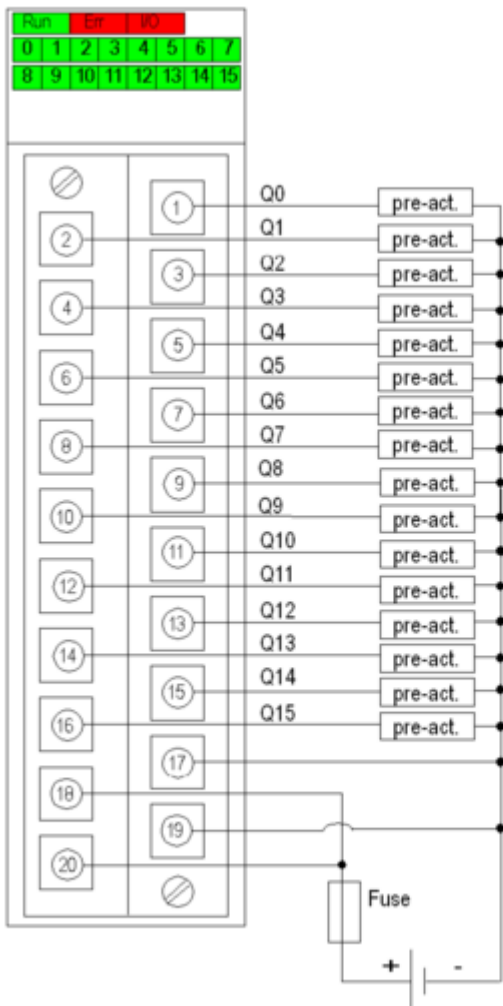 Run Err I/O
0 1 2 3 4 5 6 7
8 9 10 11 12 13 14 15
1 Q0 pre-act.
2 Q1 pre-act.
3 Q2 pre-act.
4 Q3 pre-act.
5 Q4 pre-act.
6 Q5 pre-act.
7 Q6 pre-act.
8 Q7 pre-act.
9 Q8 pre-act.
10 Q9 pre-act.
11 Q10 pre-act.
12 Q11 pre-act.
13 Q12 pre-act.
14 Q13 pre-act.
15 Q14 pre-act.
16 Q15 pre-act.
17
18
19
20
Fuse
+ -